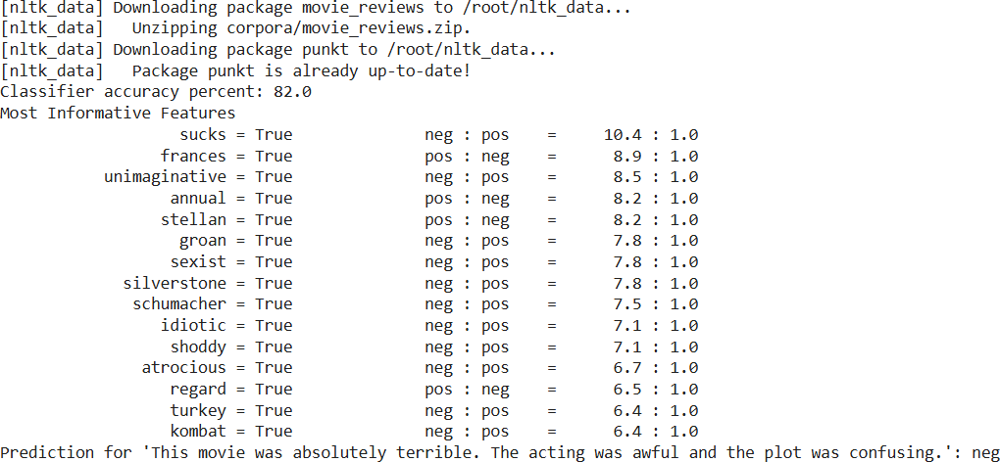 [nltk_data] Downloading package movie_reviews to /root/nltk_data...
[nltk_data]   Unzipping corpora/movie_reviews.zip.
[nltk_data] Downloading package punkt to /root/nltk_data...
[nltk_data]   Package punkt is already up-to-date!
Classifier accuracy percent: 82.0
Most Informative Features
sucks = True neg : pos = 10.4 : 1.0
frances = True pos : neg = 8.9 : 1.0
unimaginative = True neg : pos = 8.5 : 1.0
annual = True pos : neg = 8.2 : 1.0
stellan = True pos : neg = 8.2 : 1.0
groan = True neg : pos = 7.8 : 1.0
sexist = True neg : pos = 7.8 : 1.0
silverstone = True neg : pos = 7.8 : 1.0
schumacher = True neg : pos = 7.5 : 1.0
idiotic = True neg : pos = 7.1 : 1.0
shoddy = True neg : pos = 7.1 : 1.0
atrocious = True neg : pos = 6.7 : 1.0
regard = True pos : neg = 6.5 : 1.0
turkey = True neg : pos = 6.4 : 1.0
kombat = True neg : pos = 6.4 : 1.0
Prediction for 'This movie was absolutely terrible. The acting was awful and the plot was confusing.': neg